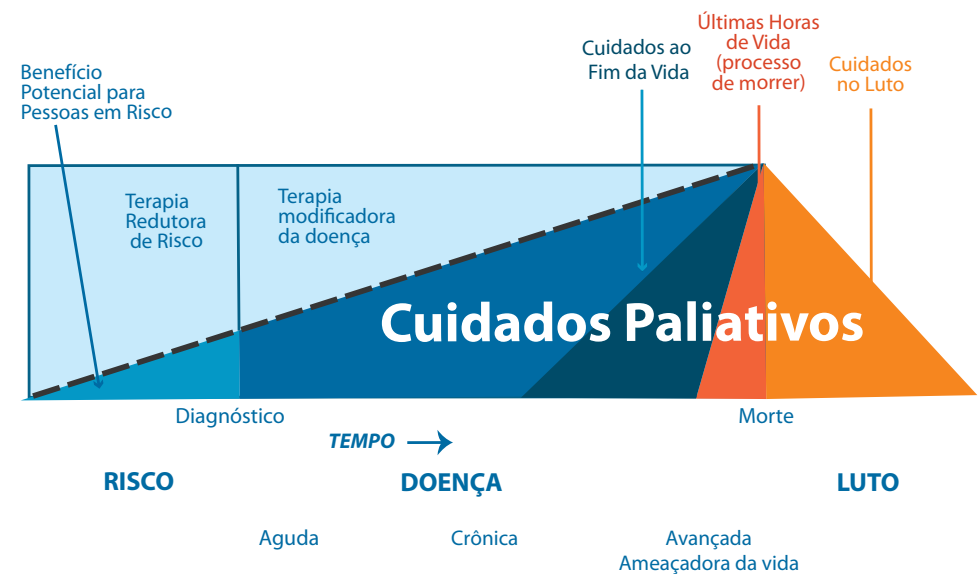 Benefício
Potencial para
Pessoas em Risco
Cuidados ao
Fim da Vida
Últimas Horas
de Vida
(processo
de morrer)
Cuidados
no Luto
Terapia
Redutora
de Risco
Terapia
modificadora
da doença
Cuidados Paliativos
Diagnóstico
Morte
TEMPO
RISCO
DOENÇA
LUTO
Aguda
Crônica
Avançada
Ameaçadora da vida